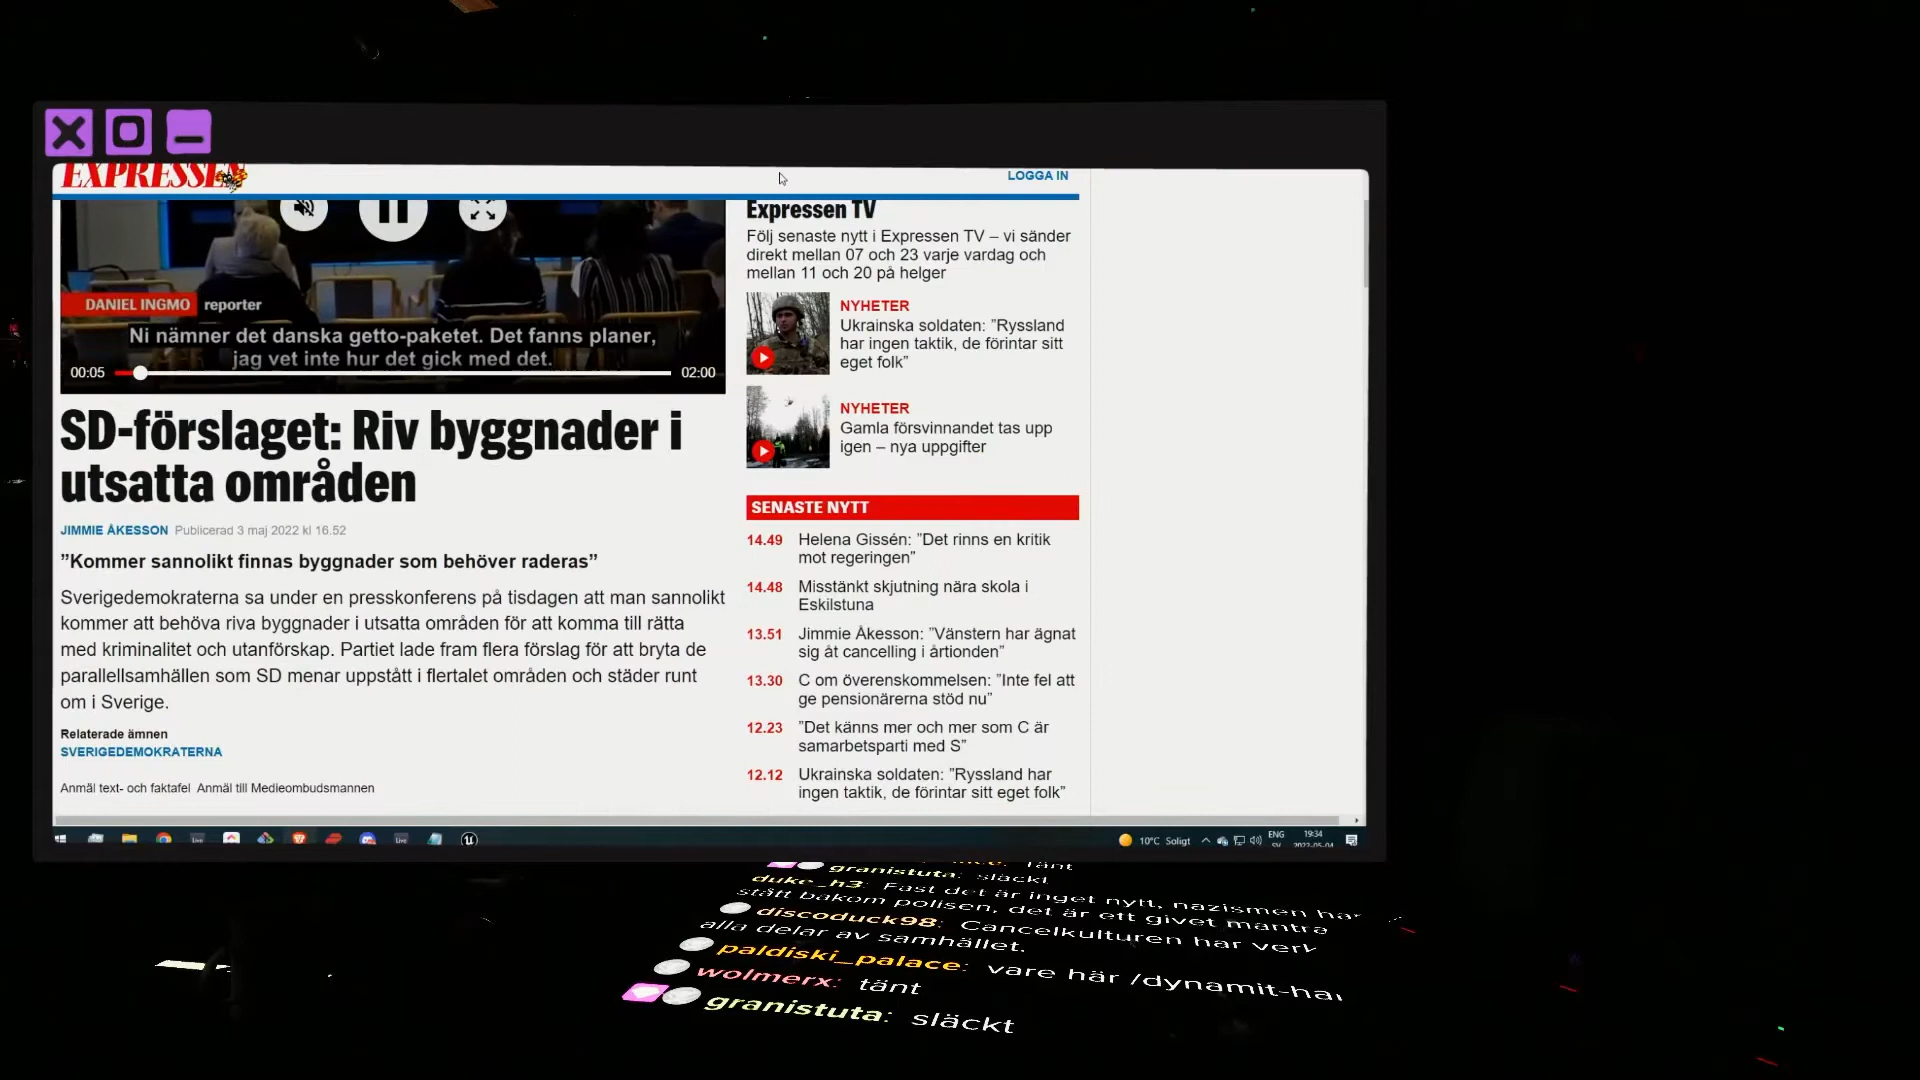 EXPRESSEN
LOGGA IN
DANIEL INGMO reporter
Ni nämner det danska getto-paketet. Det fanns planer,
jag vet inte hur det gick med det.
00:05
02:00
SD-förslaget: Riv byggnader i
utsatta områden
JIMMIE ÅKESSON Publicerad 3 maj 2022 kl 16.52
”Kommer sannolikt finnas byggnader som behöver raderas”
Sverigedemokraterna sa under en presskonferens på tisdagen att man sannolikt
kommer att behöva riva byggnader i utsatta områden för att komma till rätta
med kriminalitet och utanförskap. Partiet lade fram flera förslag för att bryta de
parallellsamhällen som SD menar uppstått i flertalet områden och städer runt
om i Sverige.
Relaterade ämnen
SVERIGEDEMOKRATERNA
Anmäl text- och faktafel Anmäl till Medieombudsmannen
Expressen TV
Följ senaste nytt i Expressen TV – vi sänder
direkt mellan 07 och 23 varje vardag och
mellan 11 och 20 på helger
NYHETER
Ukrainska soldaten: ”Ryssland
har ingen taktik, de förintar sitt
eget folk”
NYHETER
Gamla försvinnandet tas upp
igen – nya uppgifter
SENASTE NYTT
14.49 Helena Gissén: ”Det rinns en kritik
mot regeringen”
14.48 Misstänkt skjutning nära skola i
Eskilstuna
13.51 Jimmie Åkesson: ”Vänstern har ägnat
sig åt cancelling i årtionden”
13.30 C om överenskommelsen: ”Inte fel att
ge pensionärerna stöd nu”
12.23 ”Det känns mer och mer som C är
samarbetsparti med S”
12.12 Ukrainska soldaten: ”Ryssland har
ingen taktik, de förintar sitt eget folk”
10°C Soligt
ENG
SV
19:34
2022-05-04
tänt
granistuta: släckt
duke_h3: Fast det är inget nytt, nazismen har
stått bakom polisen, det är ett givet mantra
discoduck98: Cancelkulturen har verk
alla delar av samhället.
paldiski_palace: vare här /dynamit-har
wolmerx: tänt
granistuta: släckt